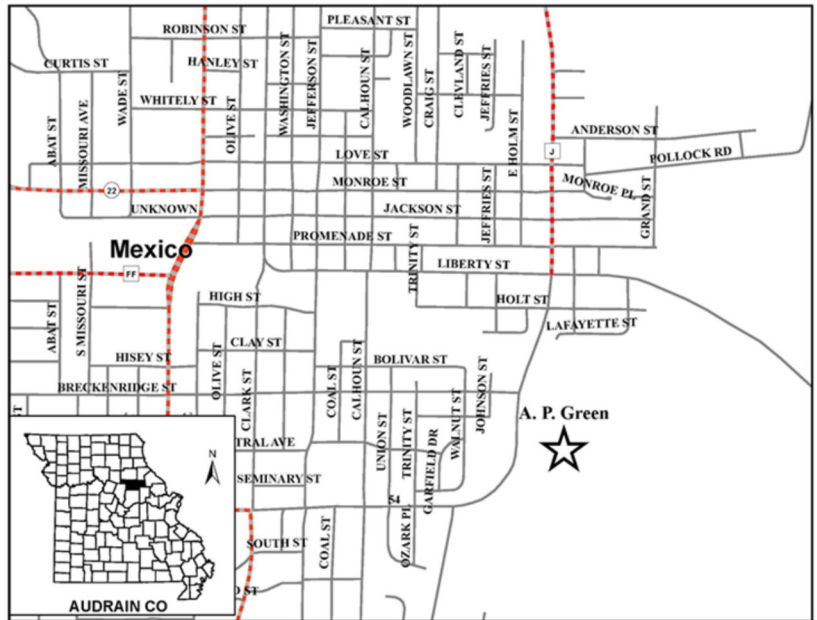 PLEASANT ST
ROBINSON ST
CURTIS ST
HANLEY ST
WHITELY ST
WADE ST
ABAT ST
MISSOURI AVE
OLIVE ST
WASHINGTON ST
JEFFERSON ST
CALHOUN ST
WOODLAWN ST
CRAIG ST
CLEVLAND ST
JEFFRIES ST
E HOLM ST
J
ANDERSON ST
POLLOCK RD
LOVE ST
MONROE ST
MONROE PL
22
UNKNOWN
JACKSON ST
JEFFRIES ST
GRAND ST
PROMENADE ST
Mexico
TRINITY ST
LIBERTY ST
FF
HIGH ST
HOLT ST
LAFAYETTE ST
ABAT ST
S MISSOURI ST
CLAY ST
HISEY ST
BOLIVAR ST
BRECKENRIDGE ST
OLIVE ST
CLARK ST
COAL ST
CALHOUN ST
JOHNSON ST
WALNUT ST
A. P. Green
UNION ST
TRINITY ST
GARFIELD DR
TRAL AVE
SEMINARY ST
54
OZARK PL
SOUTH ST
COAL ST
ST
N
AUDRAIN CO